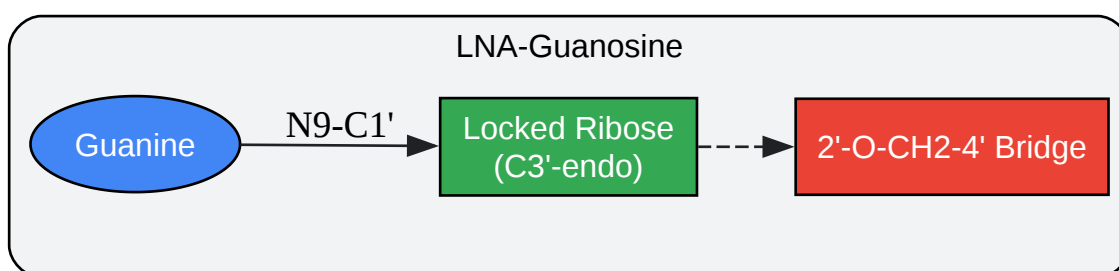 LNA-Guanosine
Guanine
N9-C1'
Locked Ribose
(C3'-endo)
2'-O-CH2-4' Bridge